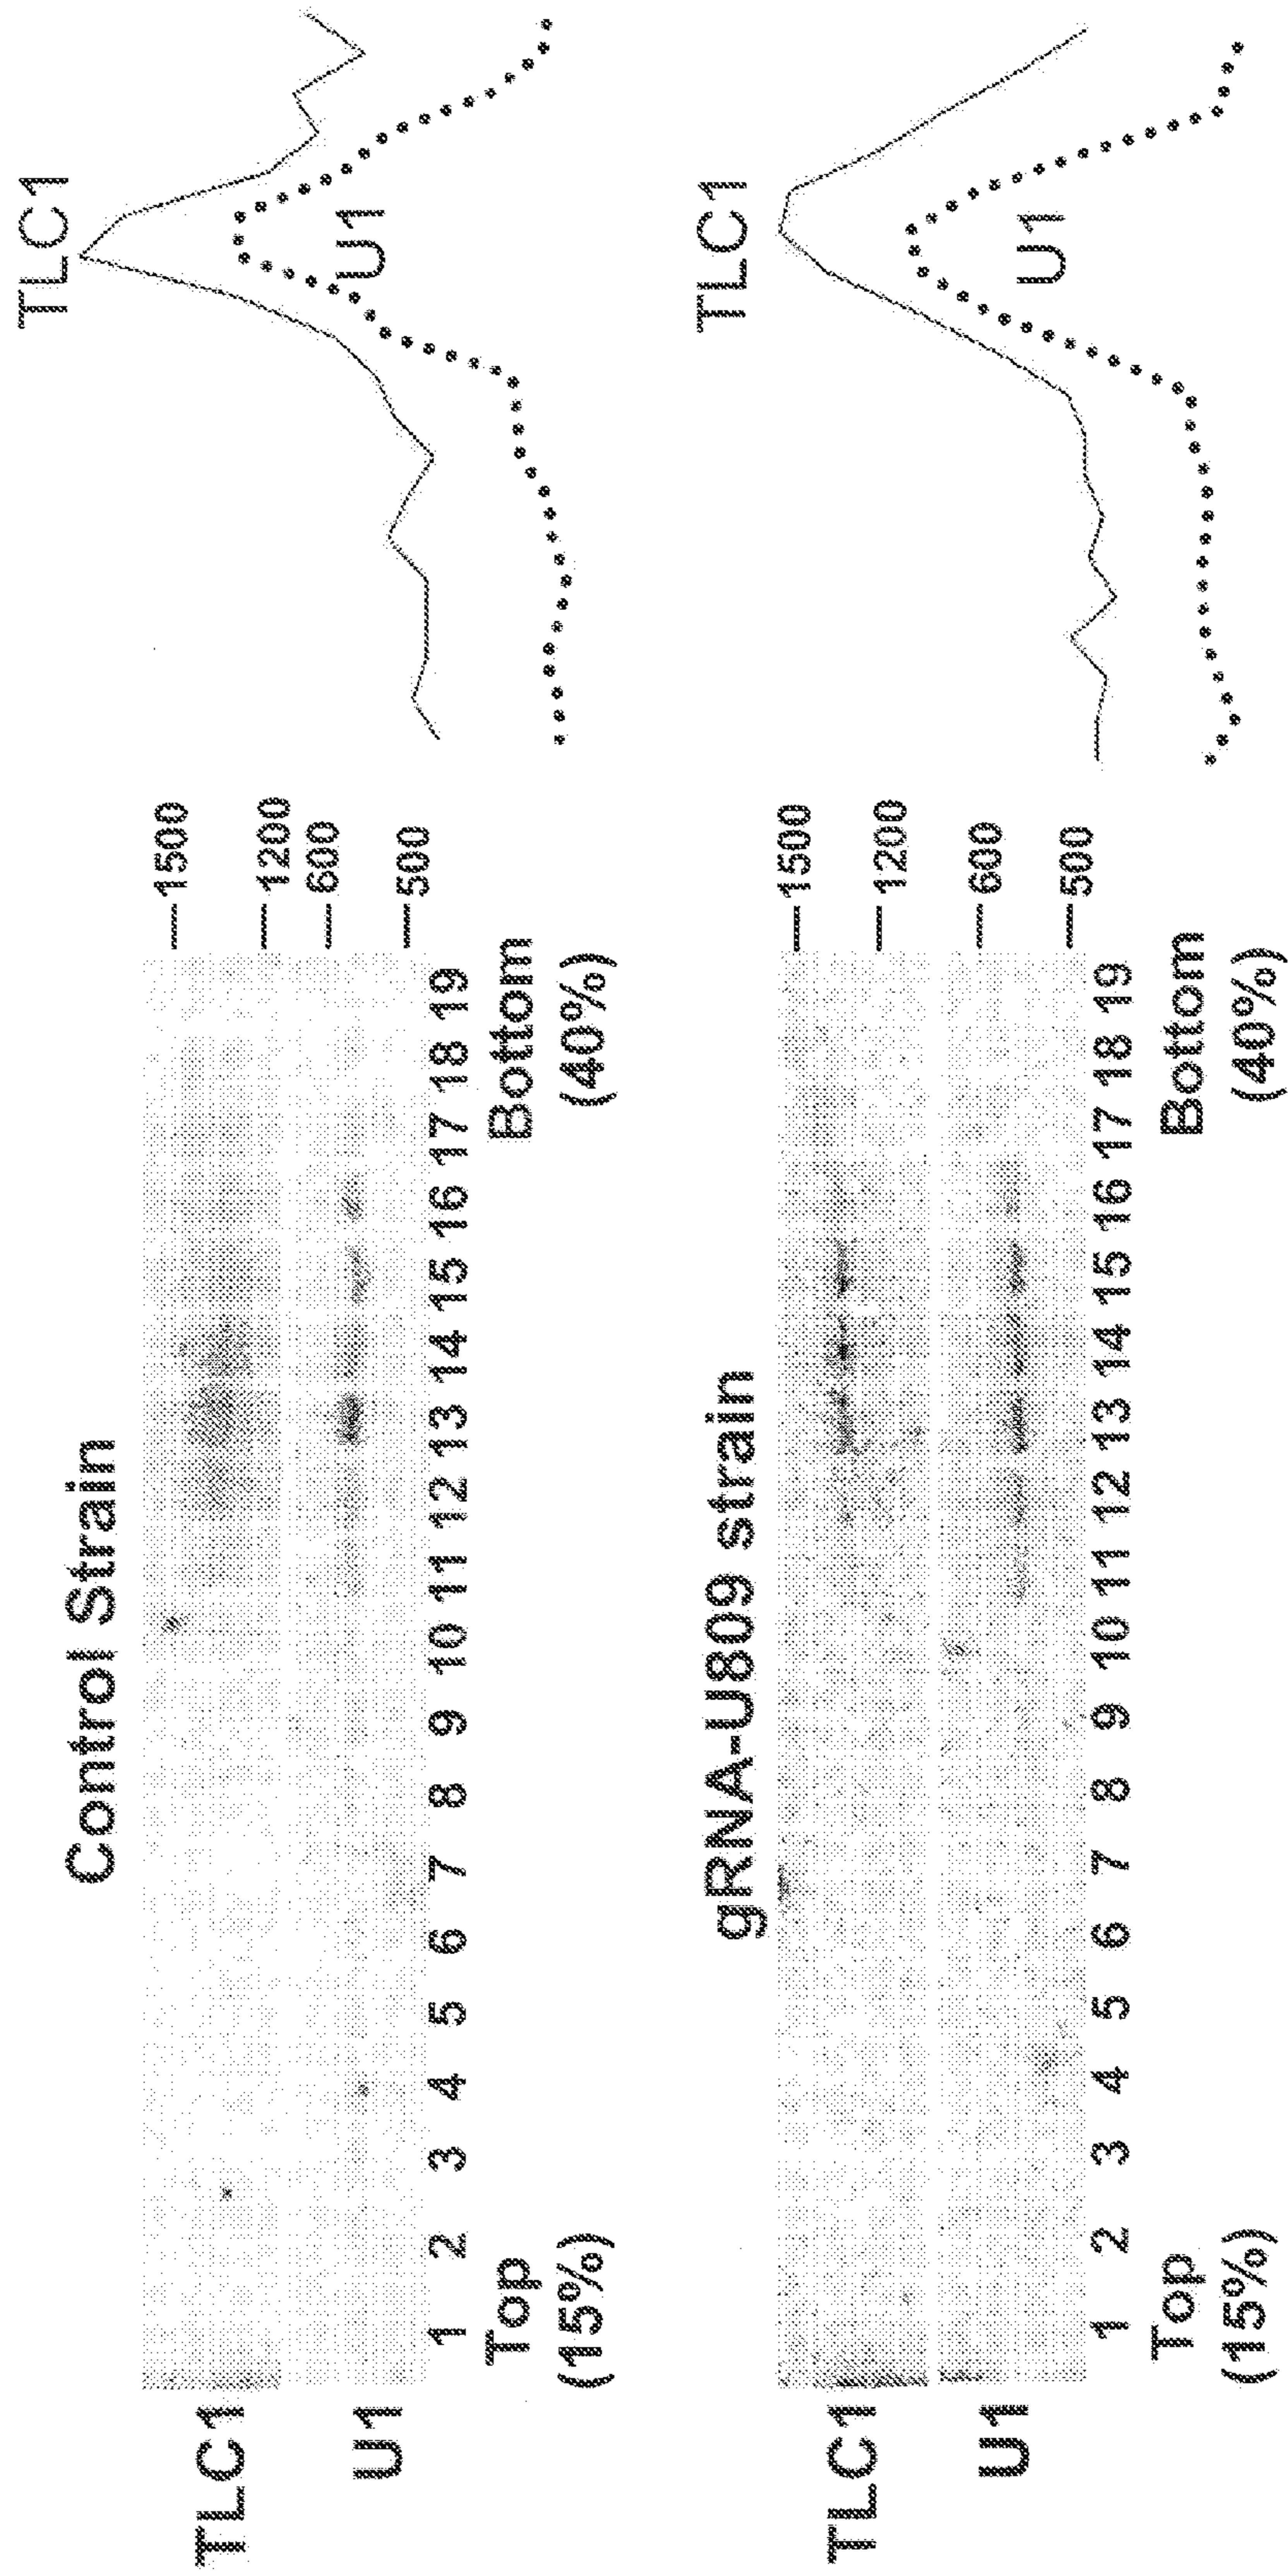 Control Strain
TLC1
U1
1500
1200
600
500
1 2 3 4 5 6 7 8 9 10 11 12 13 14 15 16 17 18 19
Top
(15%)
Bottom
(40%)
TLC1
U1
gRNA-U809 strain
TLC1
U1
1500
1200
600
500
1 2 3 4 5 6 7 8 9 10 11 12 13 14 15 16 17 18 19
Top
(15%)
Bottom
(40%)
TLC1
U1